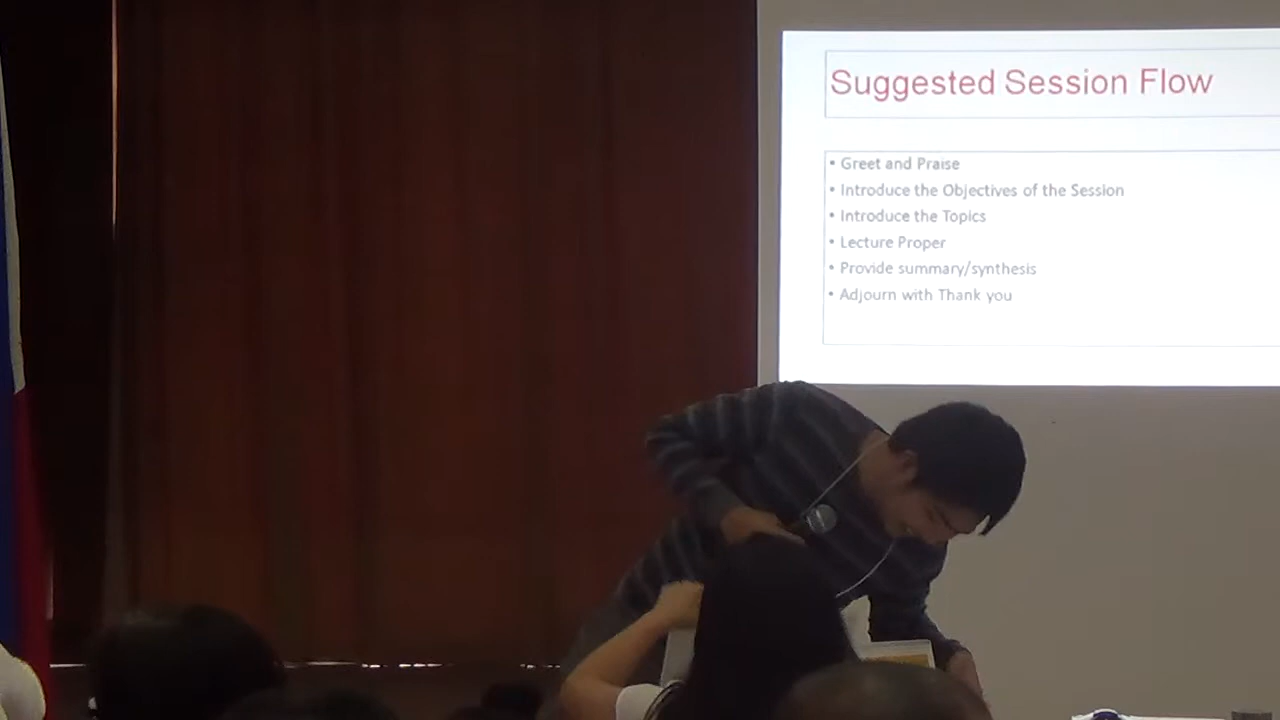 Suggested Session Flow
• Greet and Praise
• Introduce the Objectives of the Session
• Introduce the Topics
• Lecture Proper
• Provide summary/synthesis
• Adjourn with Thank you